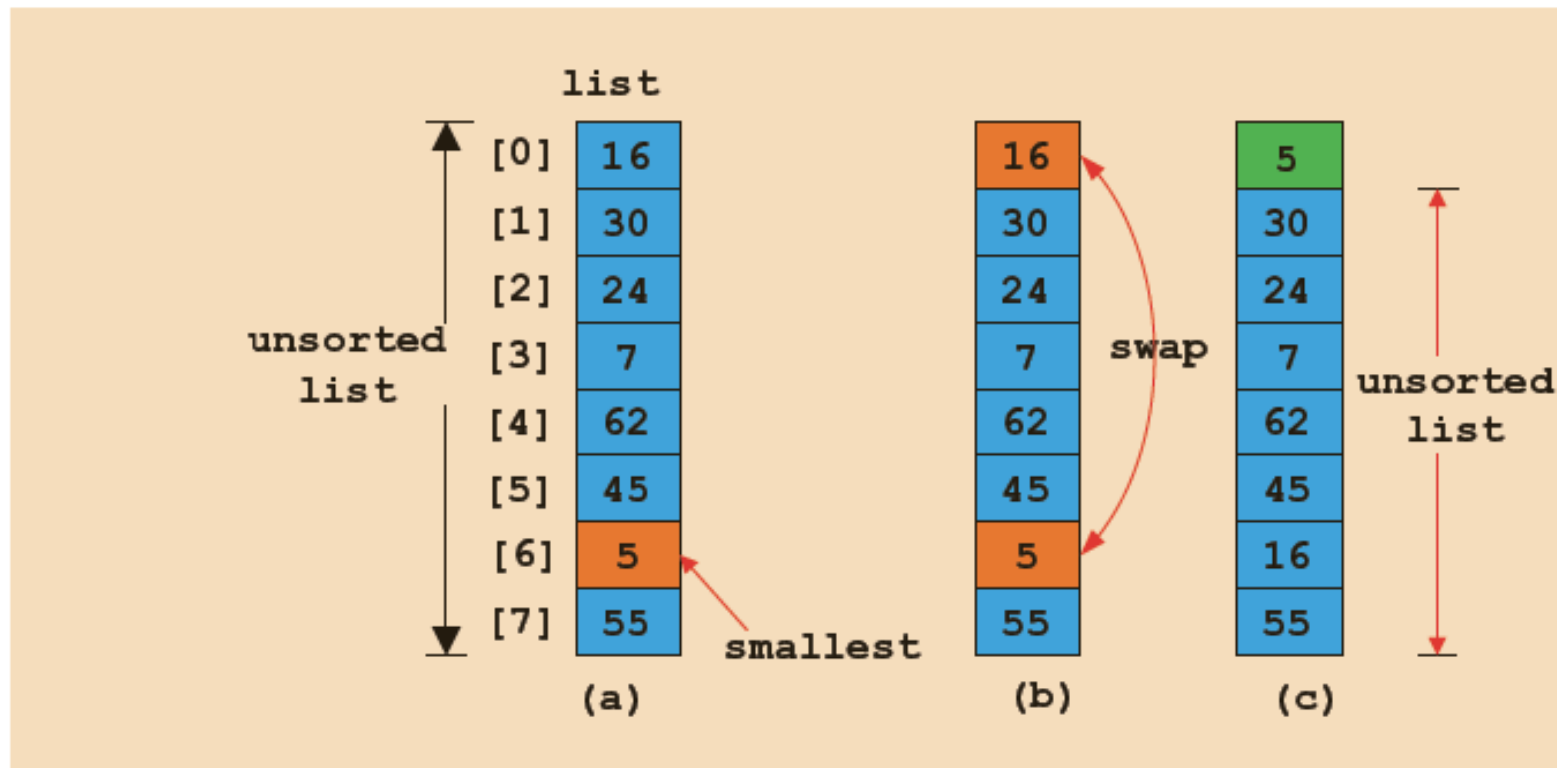 list
[0] 16 16 5
[1] 30 30 30
[2] 24 24 24
[3] 7 7 7
[4] 62 62 62
[5] 45 45 45
[6] 5 5 16
[7] 55 55 55
unsorted
list
swap
unsorted
list
smallest
(a) (b) (c)